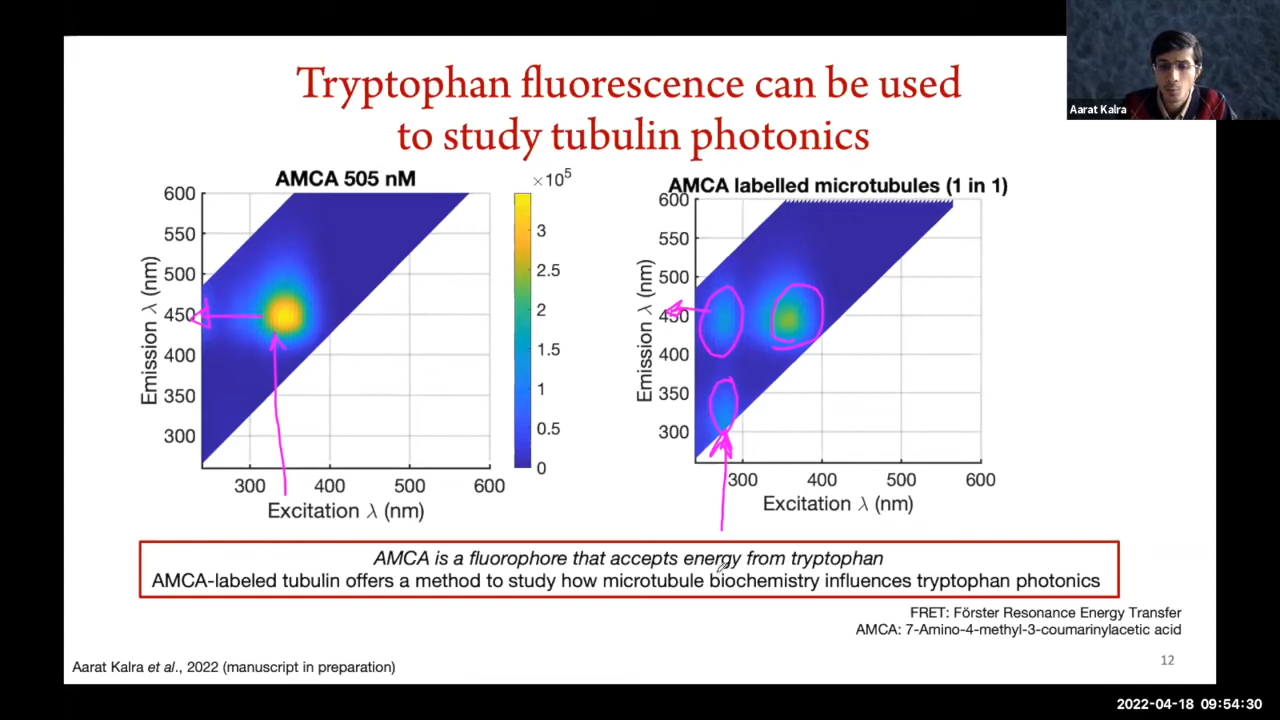 Tryptophan fluorescence can be used
to study tubulin photonics
Aarat Kalra
AMCA 505 nM
×10⁵
600
550
500
450
400
350
300
Emission λ (nm)
300 400 500 600
Excitation λ (nm)
3
2.5
2
1.5
1
0.5
0
AMCA labelled microtubules (1 in 1)
600
550
500
450
400
350
300
Emission λ (nm)
300 400 500 600
Excitation λ (nm)
AMCA is a fluorophore that accepts energy from tryptophan
AMCA-labeled tubulin offers a method to study how microtubule biochemistry influences tryptophan photonics
FRET: Förster Resonance Energy Transfer
AMCA: 7-Amino-4-methyl-3-coumarinylacetic acid
Aarat Kalra et al., 2022 (manuscript in preparation)
12
2022-04-18 09:54:30